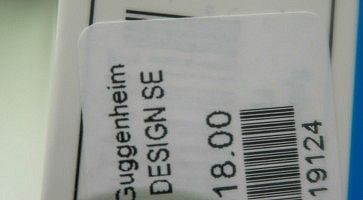 Guggenheim
DESIGN SE
18.00
19124